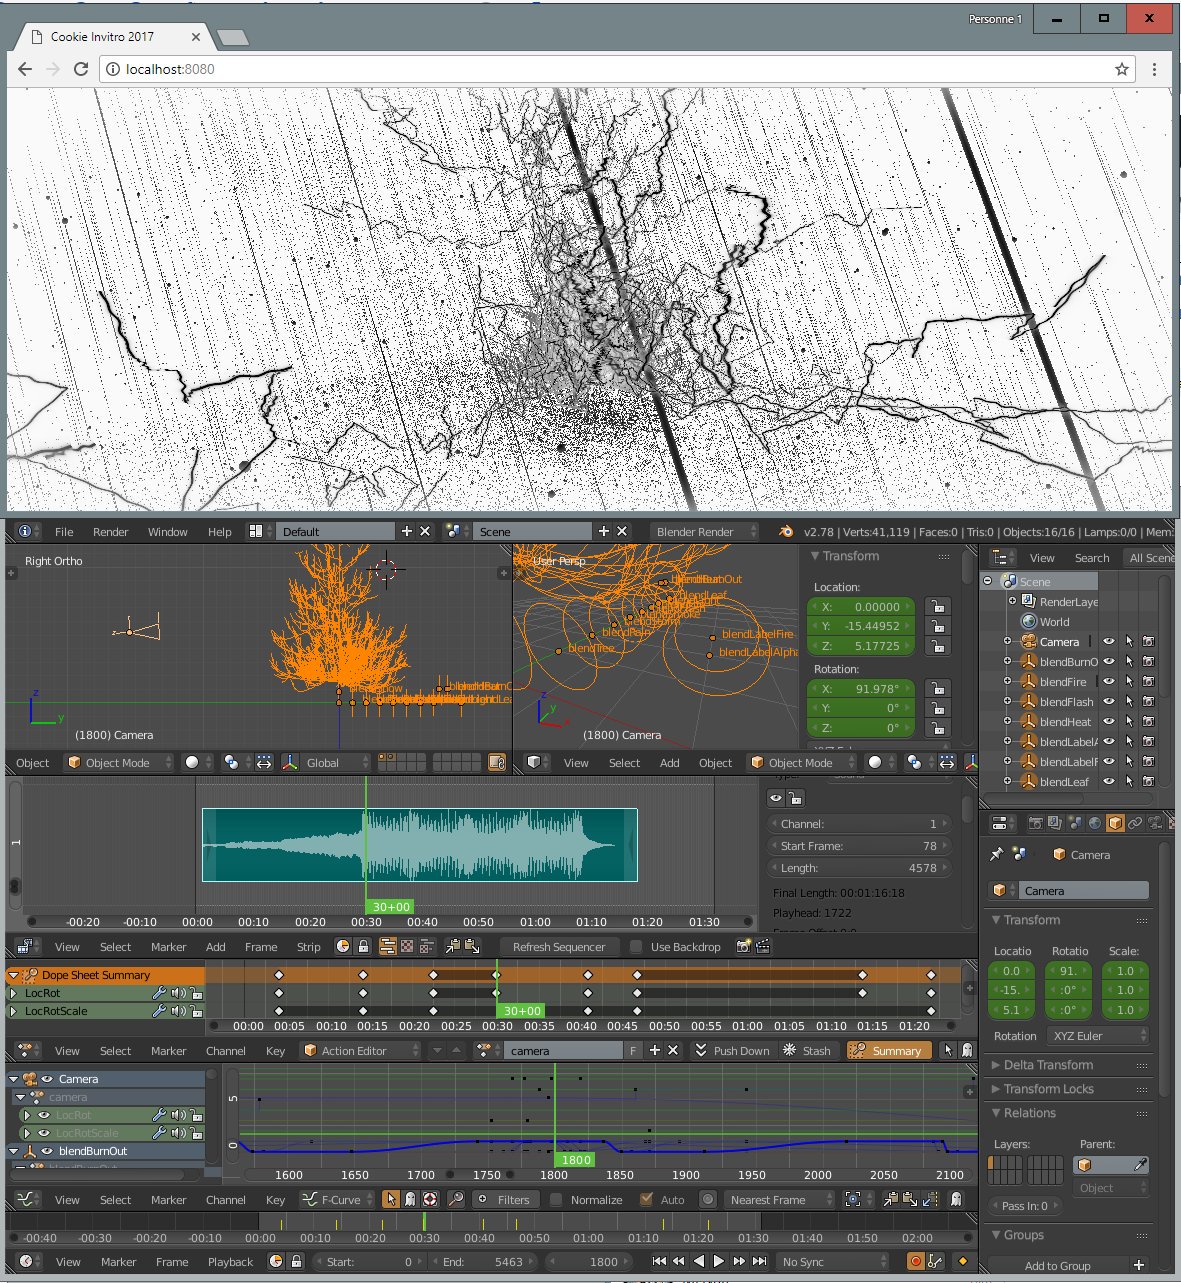 Personne 1
Cookie Invitro 2017
localhost:8080
File Render Window Help Default Scene Blender Render v2.78 | Verts:41,119 | Faces:0 | Tris:0 | Objects:16/16 | Lamps:0/0 | Mem:
Right Ortho
User Persp
Transform
View Search All Scene
Location:
X: 0.00000
Y: -15.44952
Z: 5.17725
Rotation:
X: 91.978°
Y: 0°
Z: 0°
Scene
RenderLaye
World
Camera
blendBurnO
blendFire
blendFlash
blendHeat
blendLabelA
blendLabelF
blendLeaf
blendLeaf
blendRain
blendTree
blendLabelFire
blendLabelAlpha
(1800) Camera
(1800) Camera
Object Object Mode Global
View Select Add Object Object Mode
1
30+00
-00:20 -00:10 00:00 00:10 00:20 00:30 00:40 00:50 01:00 01:10 01:20 01:30
Channel: 1
Start Frame: 78
Length: 4578
Final Length: 00:01:16:18
Playhead: 1722
View Select Marker Add Frame Strip Refresh Sequencer Use Backdrop
Dope Sheet Summary
LocRot
LocRotScale
30+00
00:00 00:05 00:10 00:15 00:20 00:25 00:30 00:35 00:40 00:45 00:50 00:55 01:00 01:05 01:10 01:15 01:20
View Select Marker Channel Key Action Editor camera F Push Down Stash Summary
Camera
camera
LocRot
LocRotScale
blendBurnOut
5
0
1800
1600 1650 1700 1750 1800 1850 1900 1950 2000 2050 2100
View Select Marker Channel Key F-Curve Filters Normalize Auto Nearest Frame
-00:40 -00:30 -00:20 -00:10 00:00 00:10 00:20 00:30 00:40 00:50 01:00 01:10 01:20 01:30 01:40 01:50 02:00
View Marker Frame Playback Start: 0 End: 5463 1800 No Sync
Camera
Camera
Transform
Locatio Rotatio Scale:
0.0 91. 1.0
-15. :0° 1.0
5.1 :0° 1.0
Rotation XYZ Euler
Delta Transform
Transform Locks
Relations
Layers: Parent:
Object
Pass In: 0
Groups
Add to Group